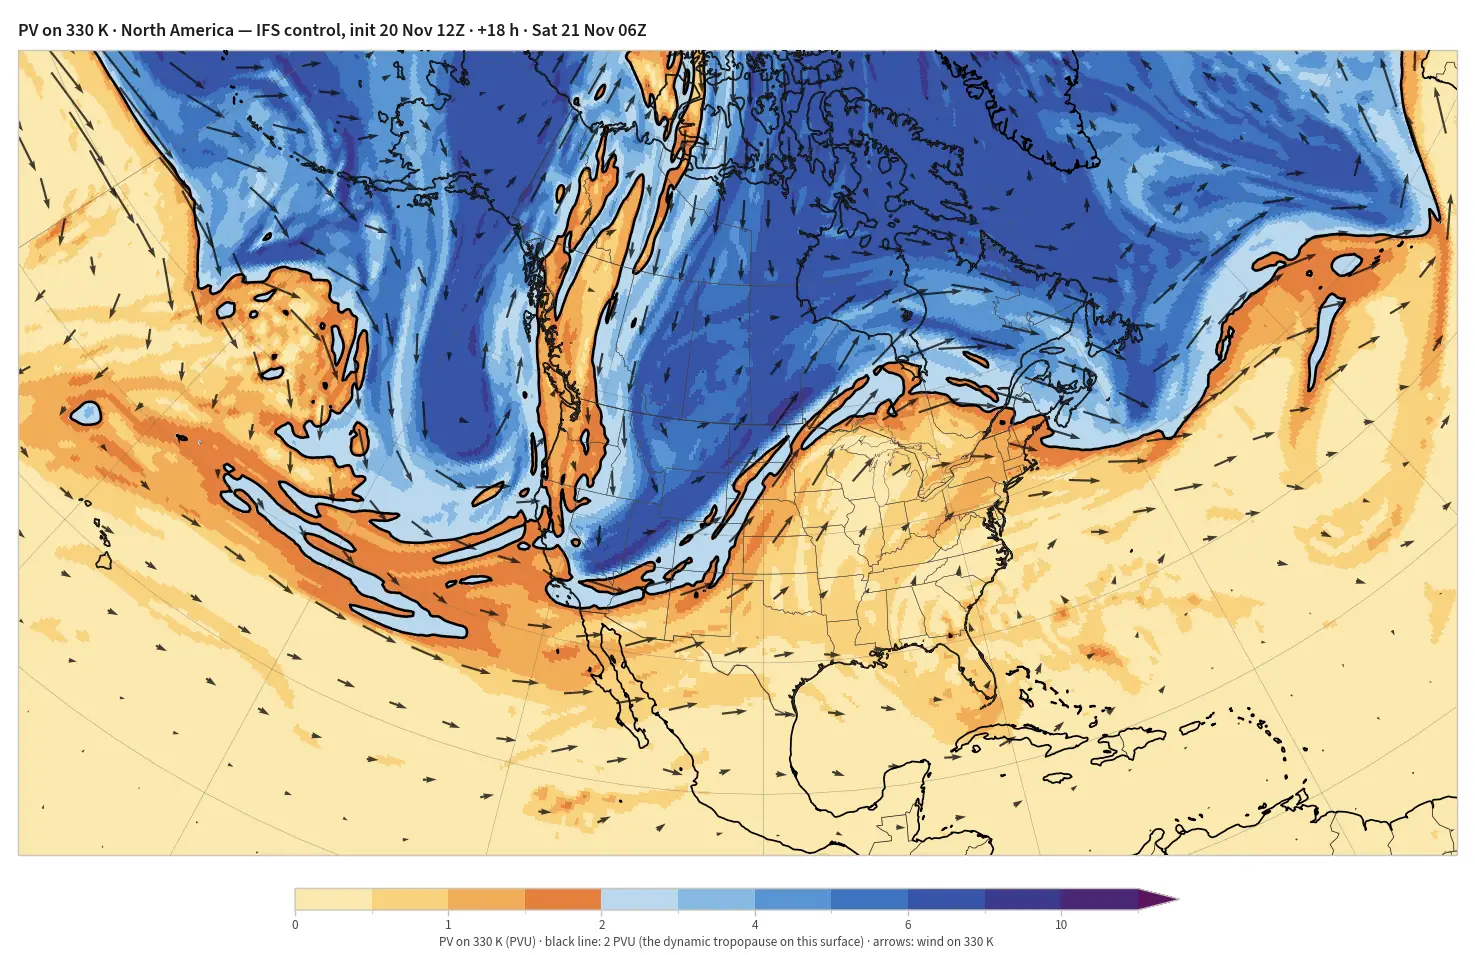 PV on 330 K · North America — IFS control, init 20 Nov 12Z · +18 h · Sat 21 Nov 06Z
0 1 2 4 6 10
PV on 330 K (PVU) · black line: 2 PVU (the dynamic tropopause on this surface) · arrows: wind on 330 K